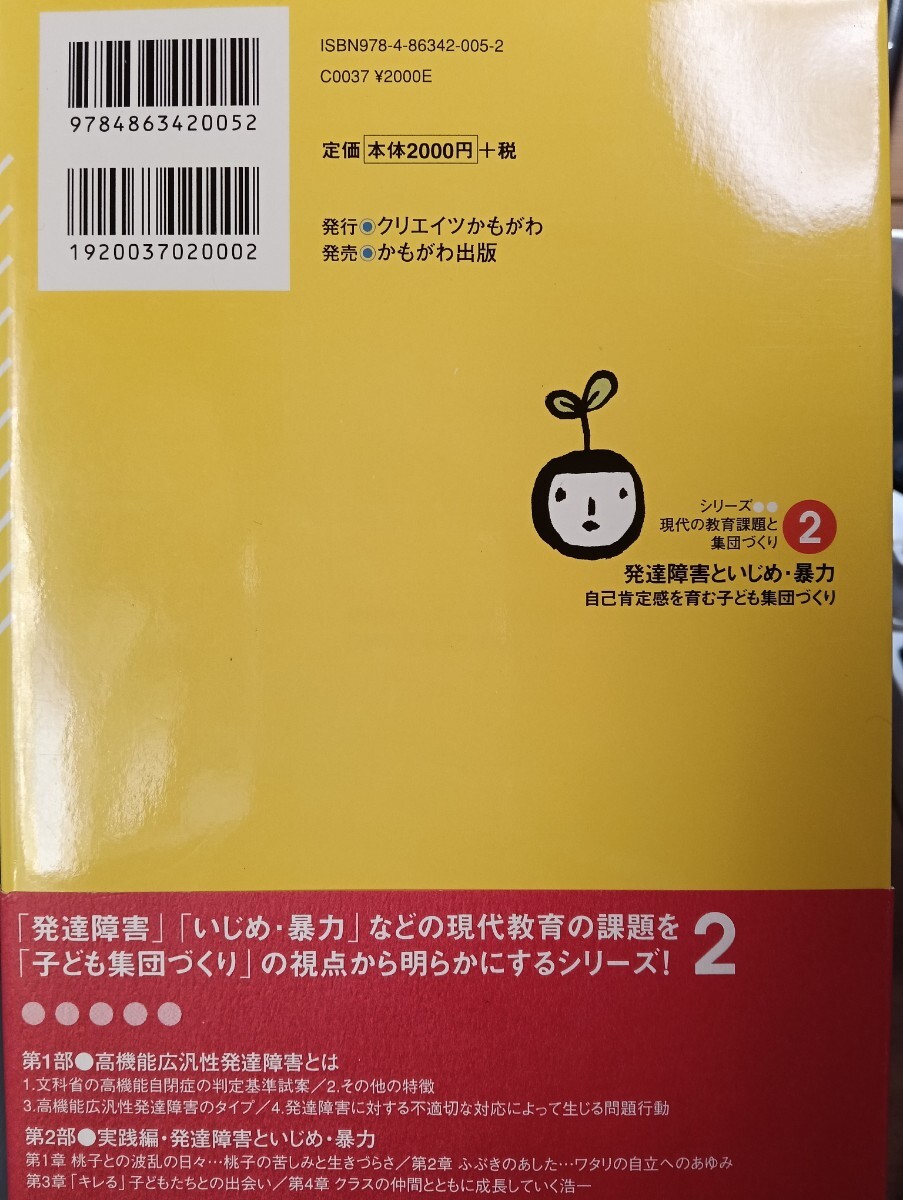 ISBN978-4-86342-005-2
C0037 ¥2000E
9784863420052
定価 本体2000円+税
1920037020002
発行◉クリエイツかもがわ
発売◉かもがわ出版
シリーズ●●
現代の教育課題と
集団づくり
2
発達障害といじめ・暴力
自己肯定感を育む子ども集団づくり
「発達障害」「いじめ・暴力」などの現代教育の課題を
「子ども集団づくり」の視点から明らかにするシリーズ!
2
第1部●高機能広汎性発達障害とは
1.文科省の高機能自閉症の判定基準試案/2.その他の特徴
3.高機能広汎性発達障害のタイプ/4.発達障害に対する不適切な対応によって生じる問題行動
第2部●実践編・発達障害といじめ・暴力
第1章 桃子との波乱の日々…桃子の苦しみと生きづらさ/第2章 ふぶきのあした…ワタリの自立へのあゆみ
第3章「キレる」子どもたちとの出会い/第4章 クラスの仲間とともに成長していく浩一